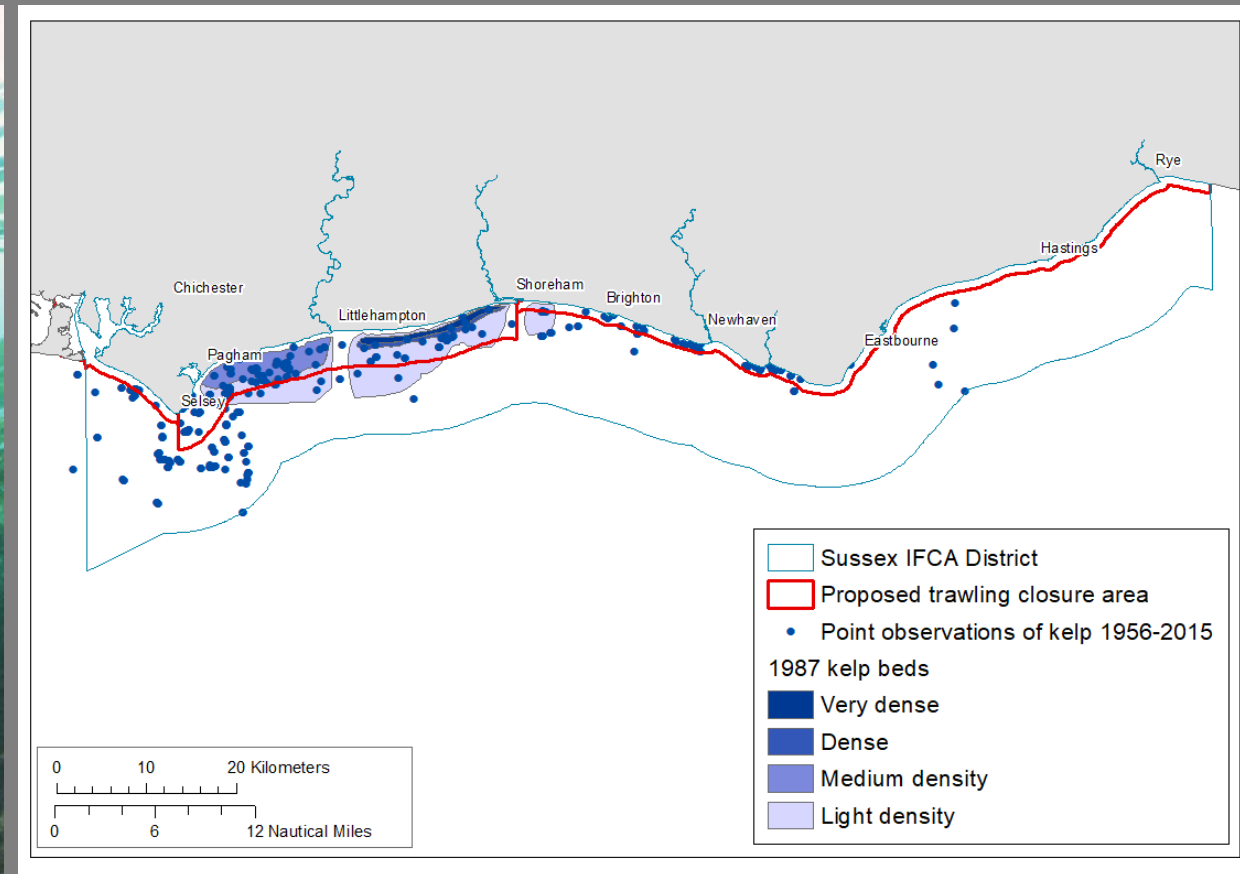 Rye
Hastings
Chichester
Shoreham
Brighton
Littlehampton
Newhaven
Eastbourne
Pagham
Selsey
Sussex IFCA District
Proposed trawling closure area
Point observations of kelp 1956-2015
1987 kelp beds
Very dense
Dense
Medium density
Light density
0 10 20 Kilometers
0 6 12 Nautical Miles